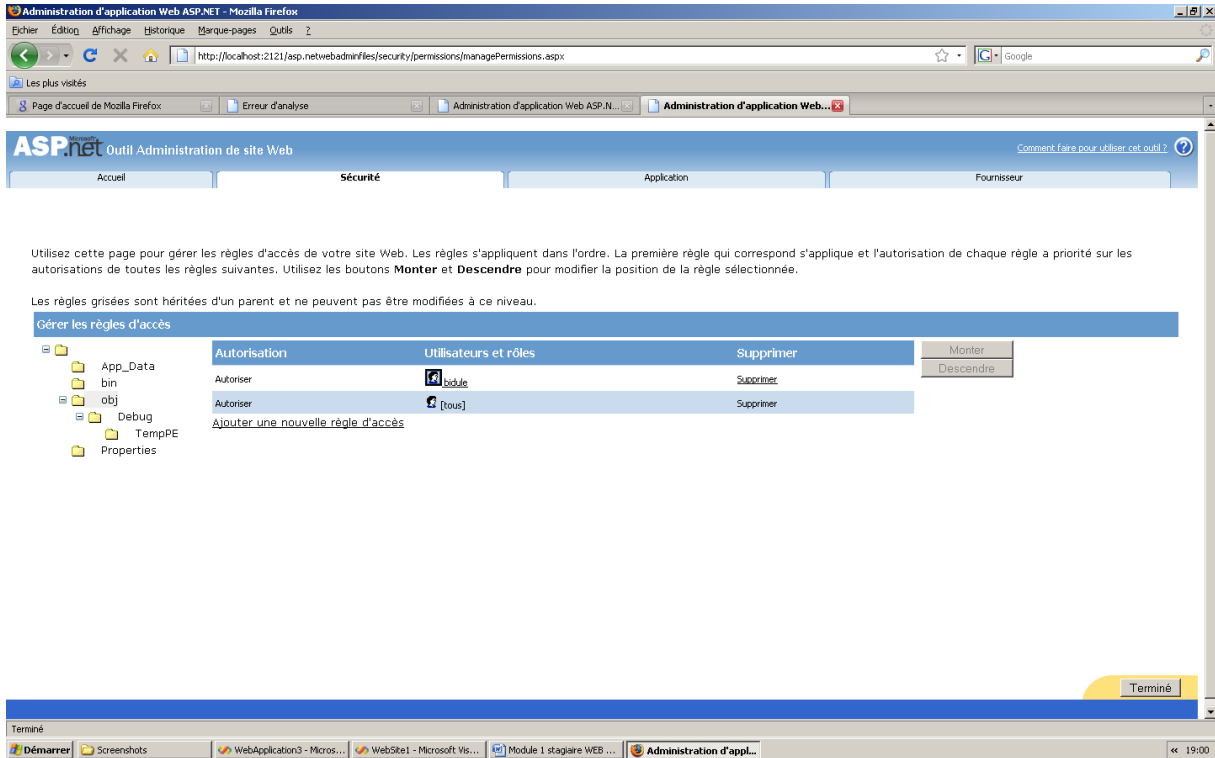 Administration d'application Web ASP.NET - Mozilla Firefox
Fichier Édition Affichage Historique Marque-pages Outils ?
http://localhost:2121/asp.netwebadminfiles/security/permissions/managePermissions.aspx
Google
Les plus visités
Page d'accueil de Mozilla Firefox Erreur d'analyse Administration d'application Web ASP.N... Administration d'application Web...
Microsoft
ASP.net Outil Administration de site Web Comment faire pour utiliser cet outil ? ?
Accueil Sécurité Application Fournisseur
Utilisez cette page pour gérer les règles d'accès de votre site Web. Les règles s'appliquent dans l'ordre. La première règle qui correspond s'applique et l'autorisation de chaque règle a priorité sur les
autorisations de toutes les règles suivantes. Utilisez les boutons Monter et Descendre pour modifier la position de la règle sélectionnée.
Les règles grisées sont héritées d'un parent et ne peuvent pas être modifiées à ce niveau.
Gérer les règles d'accès
App_Data
bin
obj
Debug
TempPE
Properties
Autorisation Utilisateurs et rôles Supprimer
Autoriser bidule Supprimer
Autoriser [tous] Supprimer
Ajouter une nouvelle règle d'accès
Monter
Descendre
Terminé
Terminé
Démarrer Screenshots WebApplication3 - Micros... WebSite1 - Microsoft Vis... Module 1 stagiaire WEB ... Administration d'appl... « 19:00